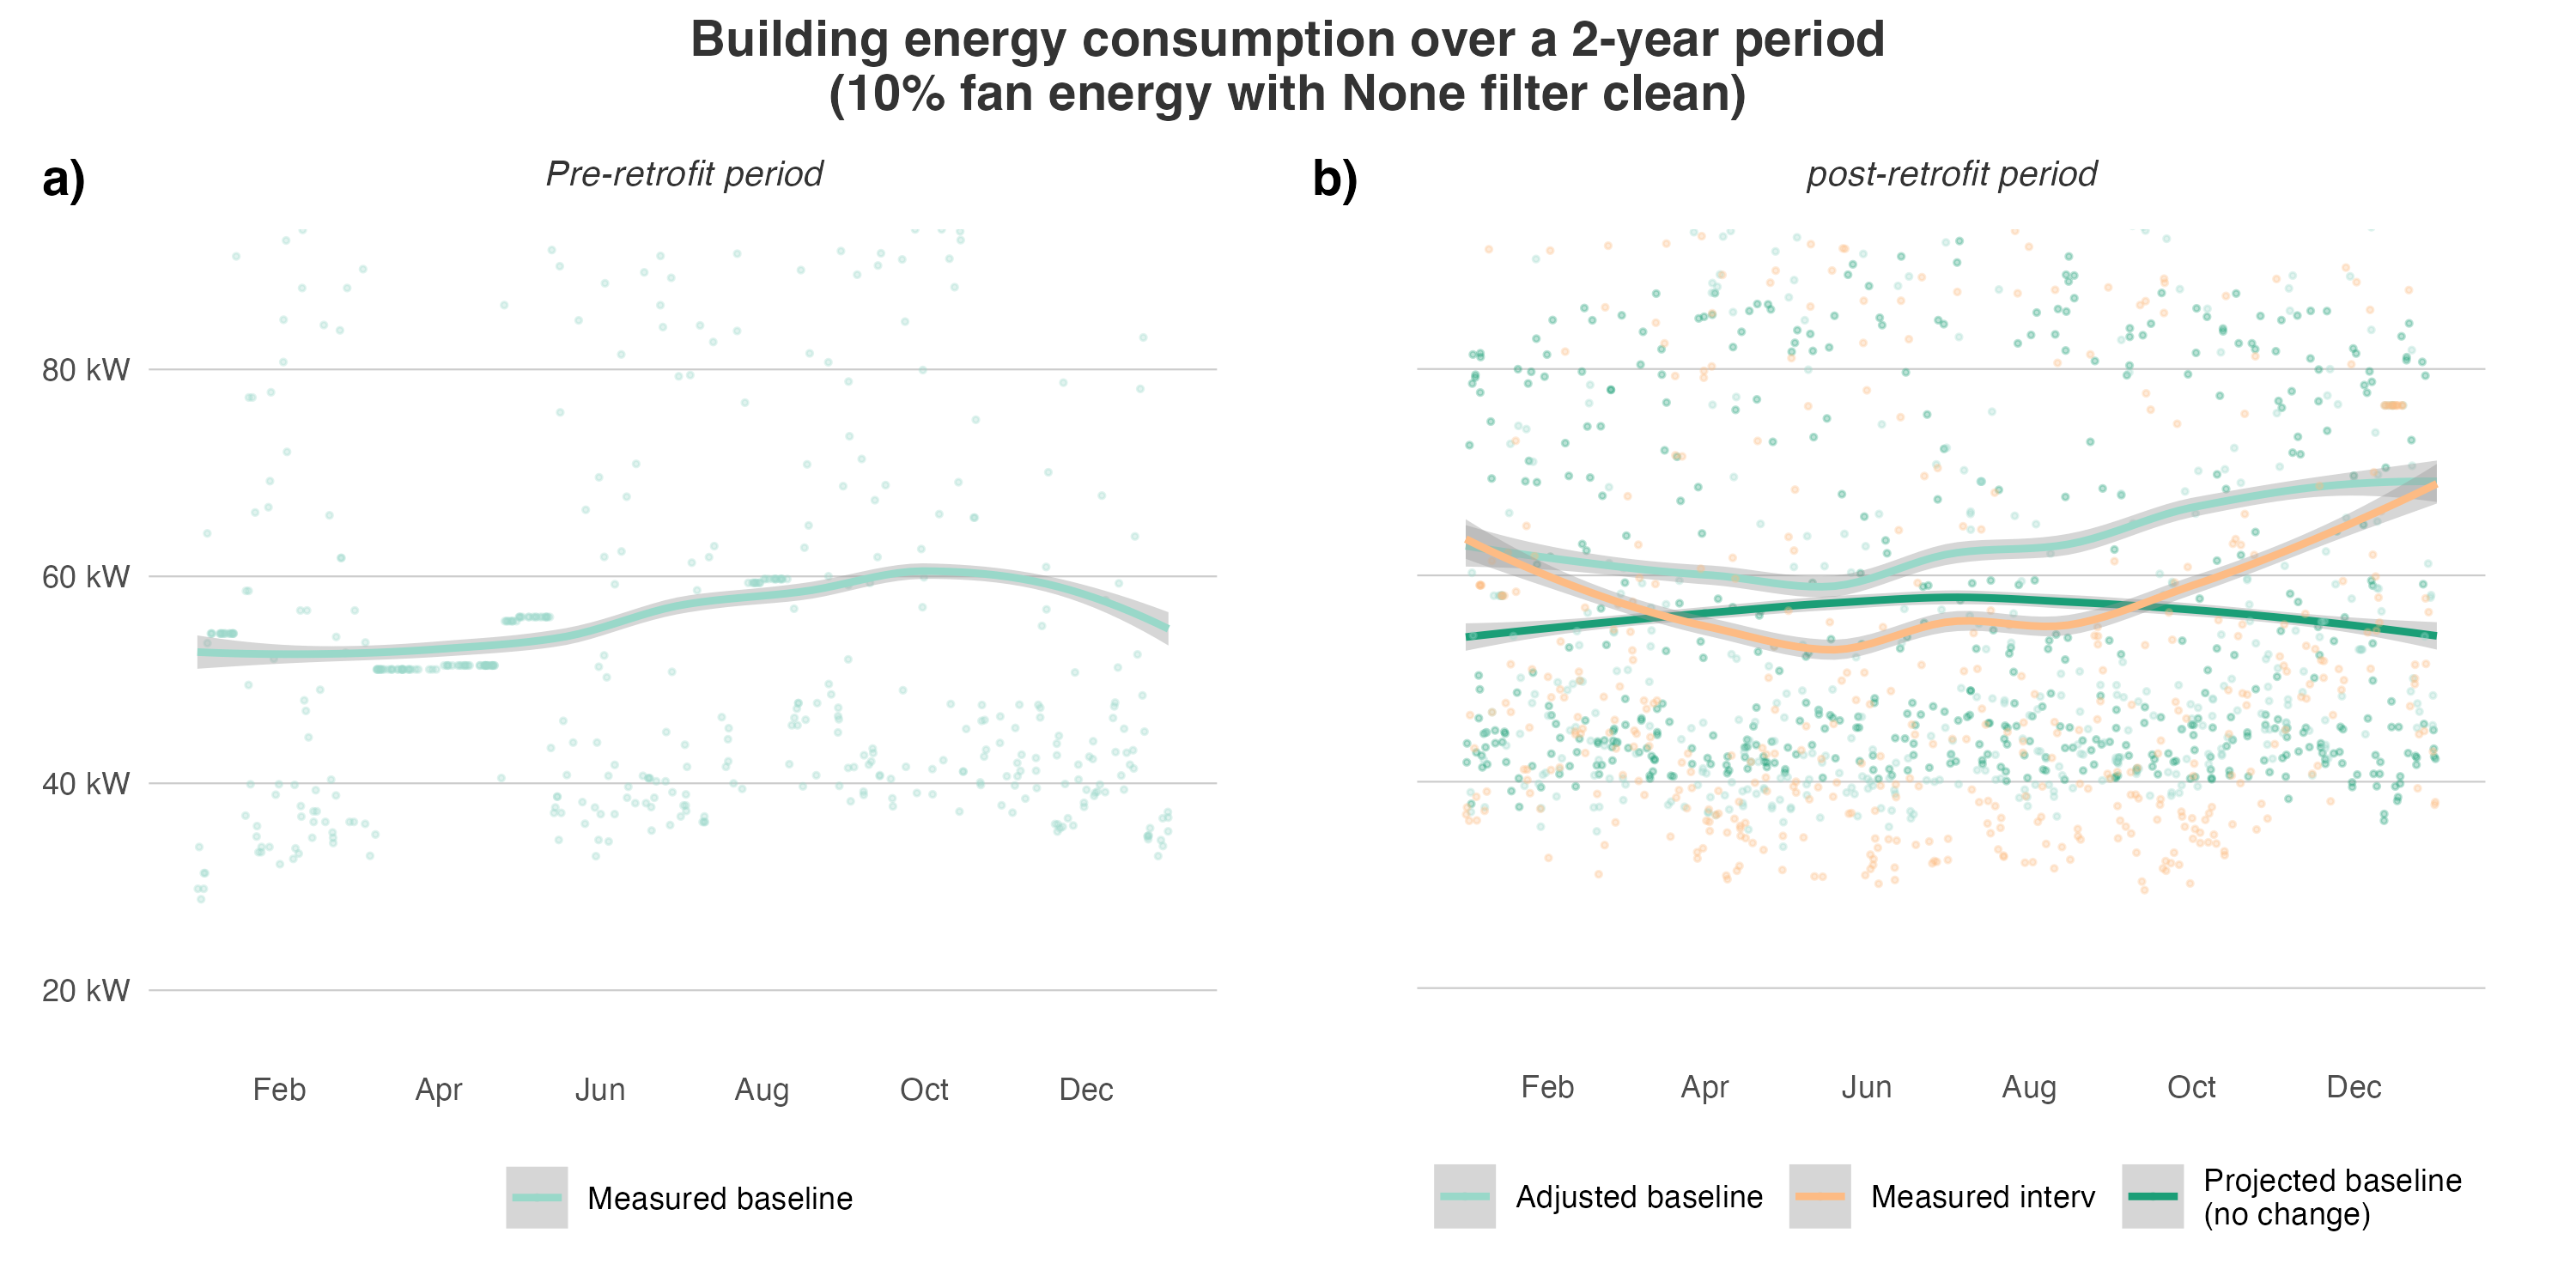 Building energy consumption over a 2-year period
(10% fan energy with None filter clean)
a)
Pre-retrofit period
80 kW
60 kW
40 kW
20 kW
Feb Apr Jun Aug Oct Dec
Measured baseline
b)
post-retrofit period
Feb Apr Jun Aug Oct Dec
Adjusted baseline
Measured interv
Projected baseline
(no change)